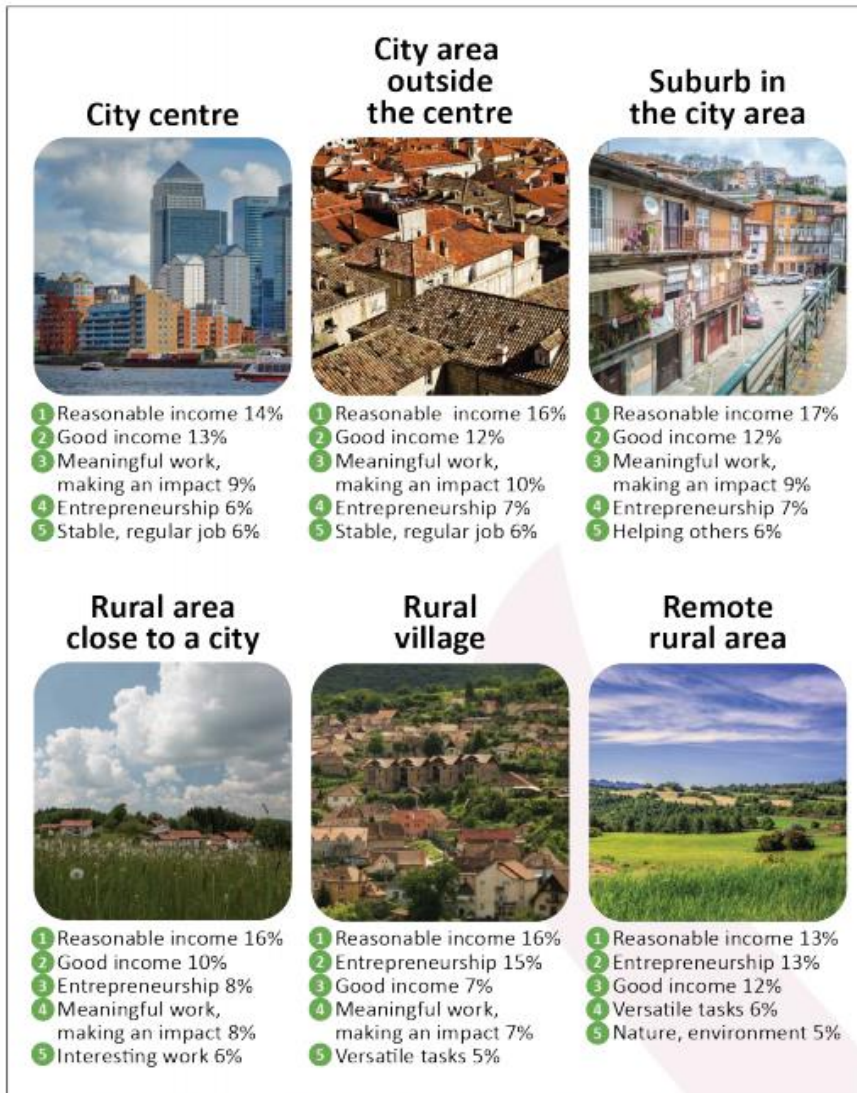 City centre
1 Reasonable income 14%
2 Good income 13%
3 Meaningful work,
making an impact 9%
4 Entrepreneurship 6%
5 Stable, regular job 6%
City area
outside
the centre
1 Reasonable income 16%
2 Good income 12%
3 Meaningful work,
making an impact 10%
4 Entrepreneurship 7%
5 Stable, regular job 6%
Suburb in
the city area
1 Reasonable income 17%
2 Good income 12%
3 Meaningful work,
making an impact 9%
4 Entrepreneurship 7%
5 Helping others 6%
Rural area
close to a city
1 Reasonable income 16%
2 Good income 10%
3 Entrepreneurship 8%
4 Meaningful work,
making an impact 8%
5 Interesting work 6%
Rural
village
1 Reasonable income 16%
2 Entrepreneurship 15%
3 Good income 7%
4 Meaningful work,
making an impact 7%
5 Versatile tasks 5%
Remote
rural area
1 Reasonable income 13%
2 Entrepreneurship 13%
3 Good income 12%
4 Versatile tasks 6%
5 Nature, environment 5%